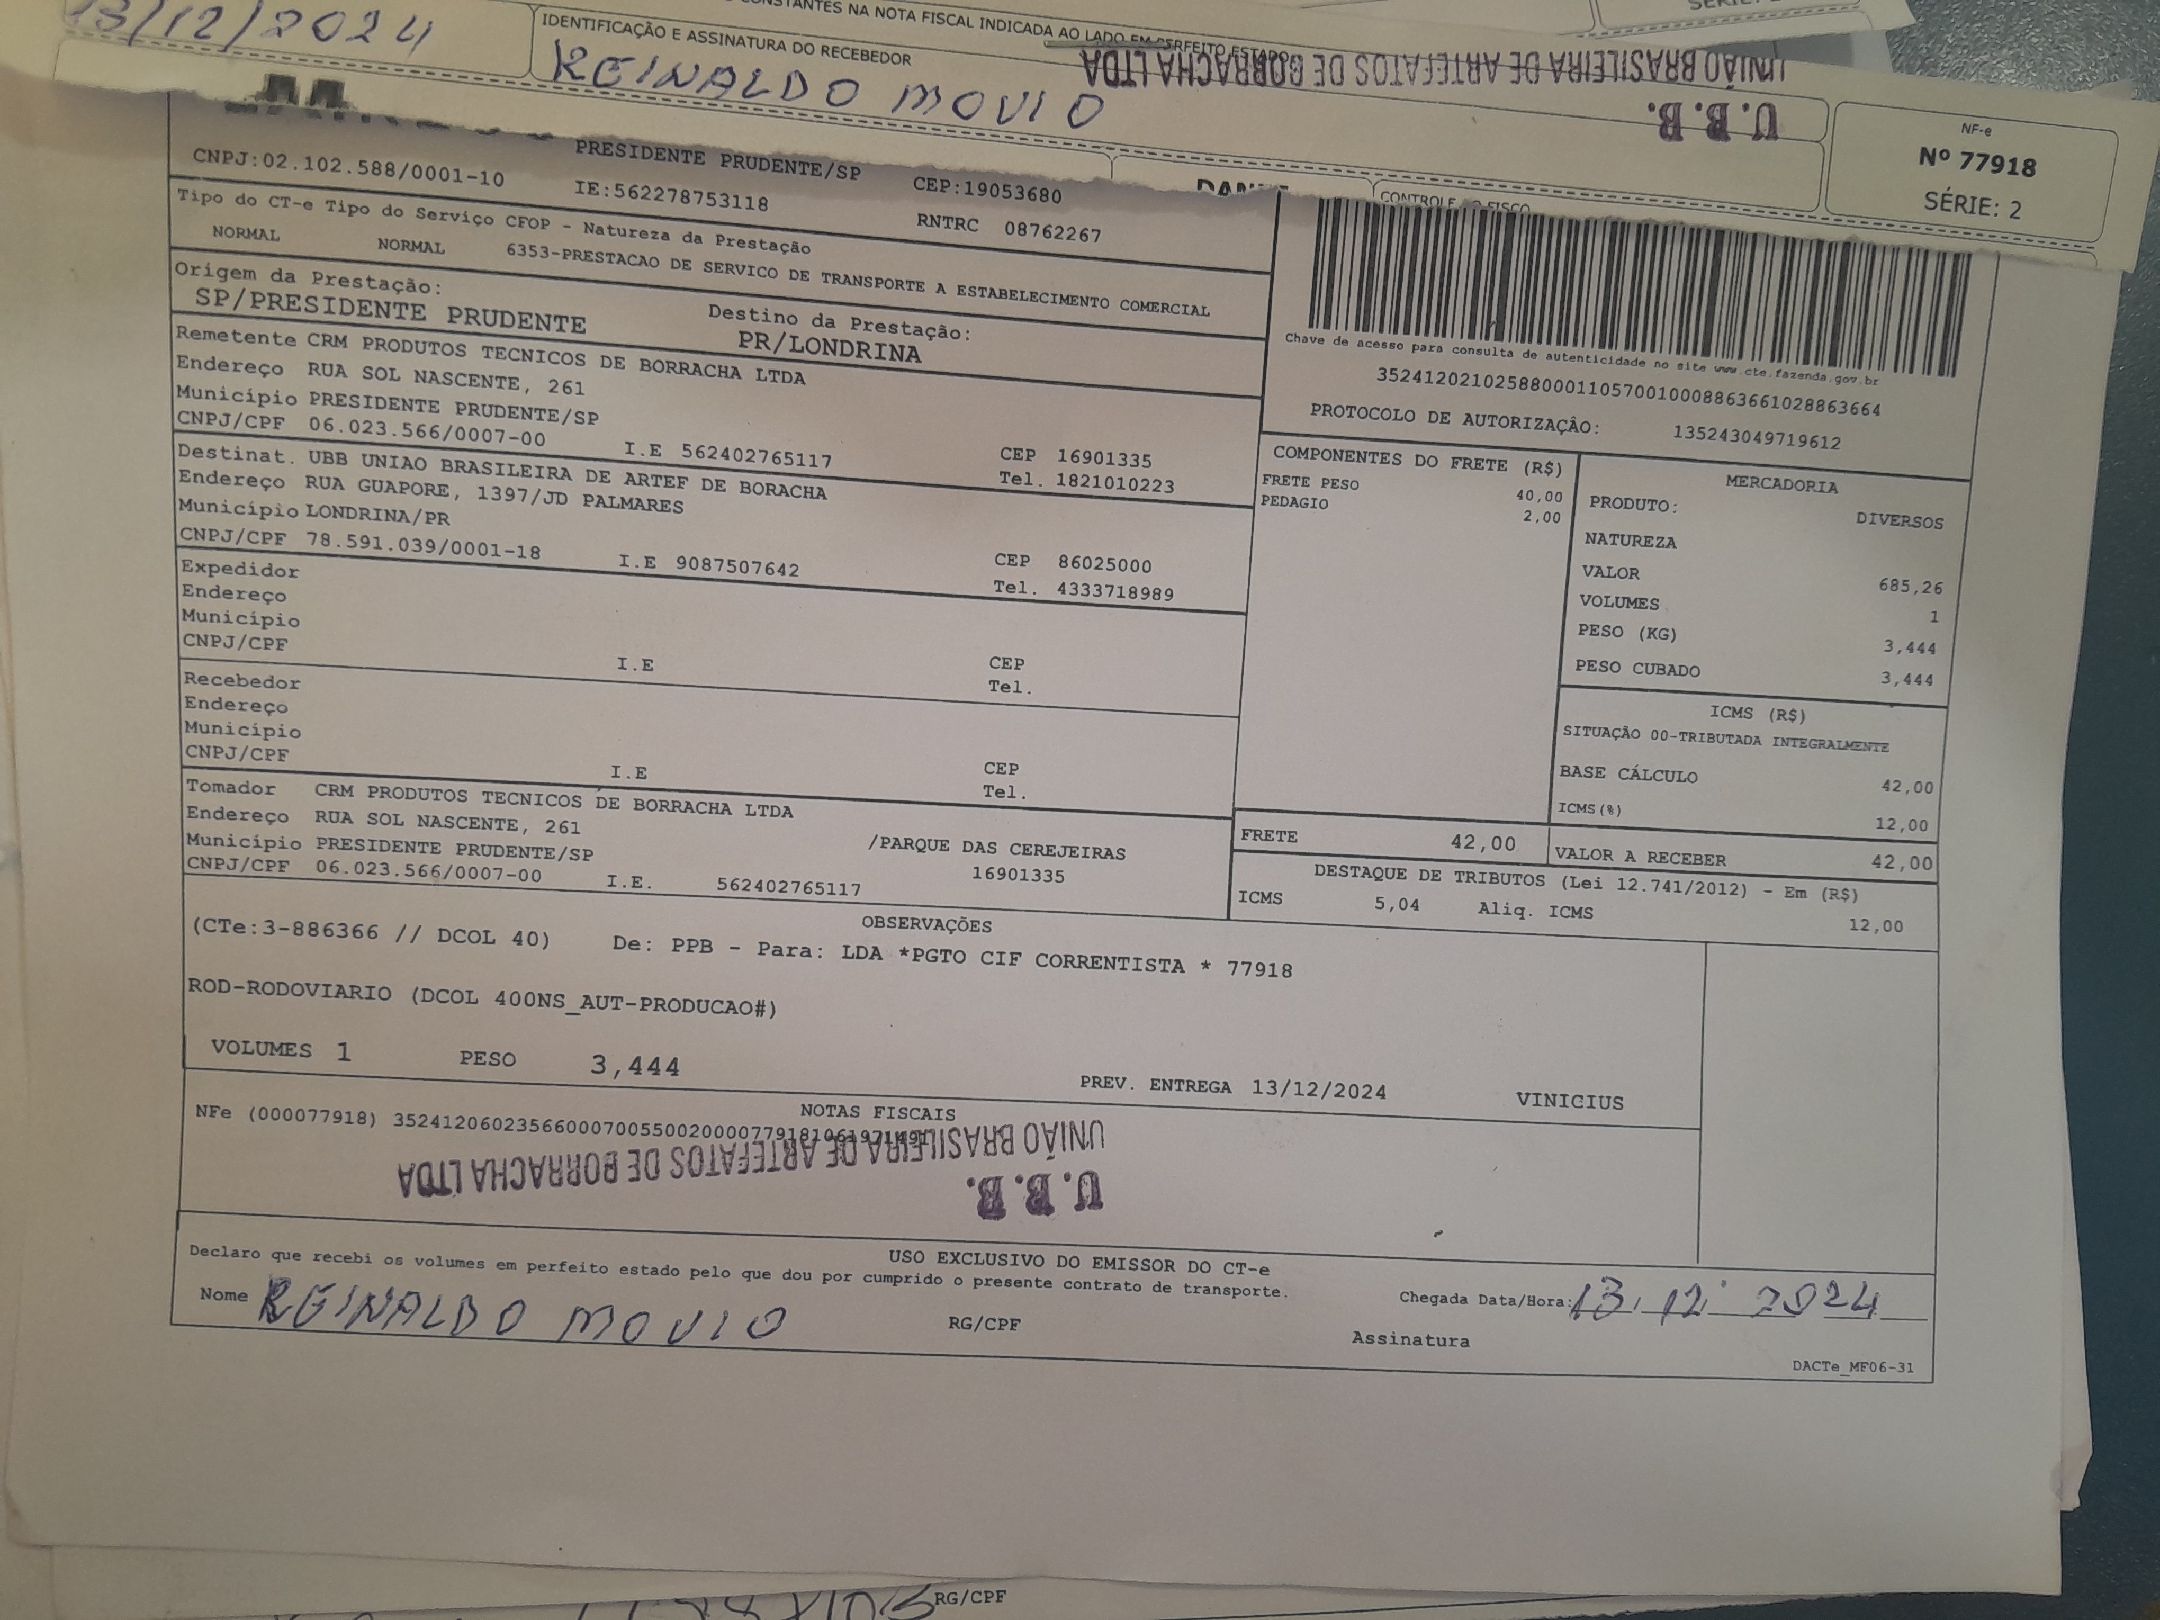 13/12/2024
CONSTANTES NA NOTA FISCAL INDICADA AO LADO EM PERFEITO ESTADO
IDENTIFICAÇÃO E ASSINATURA DO RECEBEDOR
REINALDO MOVIO
UNIÃO BRASILEIRA DE ARTEFATOS DE BORRACHA LTDA
U.B.B.
NF-e
Nº 77918
SÉRIE: 2
PRESIDENTE PRUDENTE/SP CEP:19053680
CNPJ:02.102.588/0001-10 IE:562278753118 RNTRC 08762267
CONTROLE DO FISCO
Tipo do CT-e Tipo do Serviço CFOP - Natureza da Prestação
NORMAL NORMAL 6353-PRESTACAO DE SERVICO DE TRANSPORTE A ESTABELECIMENTO COMERCIAL
Origem da Prestação: Destino da Prestação:
SP/PRESIDENTE PRUDENTE PR/LONDRINA
Remetente CRM PRODUTOS TECNICOS DE BORRACHA LTDA
Endereço RUA SOL NASCENTE, 261
Município PRESIDENTE PRUDENTE/SP CEP 16901335
CNPJ/CPF 06.023.566/0007-00 I.E 562402765117 Tel. 1821010223
Destinat. UBB UNIAO BRASILEIRA DE ARTEF DE BORACHA
Endereço RUA GUAPORE, 1397/JD PALMARES
Município LONDRINA/PR CEP 86025000
CNPJ/CPF 78.591.039/0001-18 I.E 9087507642 Tel. 4333718989
Expedidor
Endereço
Município CEP
CNPJ/CPF I.E Tel.
Recebedor
Endereço
Município CEP
CNPJ/CPF I.E Tel.
Tomador CRM PRODUTOS TECNICOS DE BORRACHA LTDA
Endereço RUA SOL NASCENTE, 261 /PARQUE DAS CEREJEIRAS
Município PRESIDENTE PRUDENTE/SP 16901335
CNPJ/CPF 06.023.566/0007-00 I.E. 562402765117
Chave de acesso para consulta de autenticidade no site www.cte.fazenda.gov.br
35241202102588000110570010008863661028863664
PROTOCOLO DE AUTORIZAÇÂO: 135243049719612
COMPONENTES DO FRETE (R$)
FRETE PESO 40,00
PEDAGIO 2,00
MERCADORIA
PRODUTO: DIVERSOS
NATUREZA
VALOR 685,26
VOLUMES 1
PESO (KG) 3,444
PESO CUBADO 3,444
ICMS (R$)
SITUAÇÃO 00-TRIBUTADA INTEGRALMENTE
BASE CÁLCULO 42,00
ICMS(%) 12,00
FRETE 42,00 VALOR A RECEBER 42,00
DESTAQUE DE TRIBUTOS (Lei 12.741/2012) - Em (R$)
ICMS 5,04 Aliq. ICMS 12,00
OBSERVAÇÕES
(CTe:3-886366 // DCOL 40) De: PPB - Para: LDA *PGTO CIF CORRENTISTA * 77918
ROD-RODOVIARIO (DCOL 400NS_AUT-PRODUCAO#)
VOLUMES 1 PESO 3,444 PREV. ENTREGA 13/12/2024 VINICIUS
NOTAS FISCAIS
NFe (000077918) 35241206023566000700550020000779181061971491
UNIÃO BRASILEIRA DE ARTEFATOS DE BORRACHA LTDA
U.B.B.
USO EXCLUSIVO DO EMISSOR DO CT-e
Declaro que recebi os volumes em perfeito estado pelo que dou por cumprido o presente contrato de transporte.
Nome REINALDO MOVIO RG/CPF Chegada Data/Hora: 13.12.2024
Assinatura
DACTe_MF06-31
RG/CPF